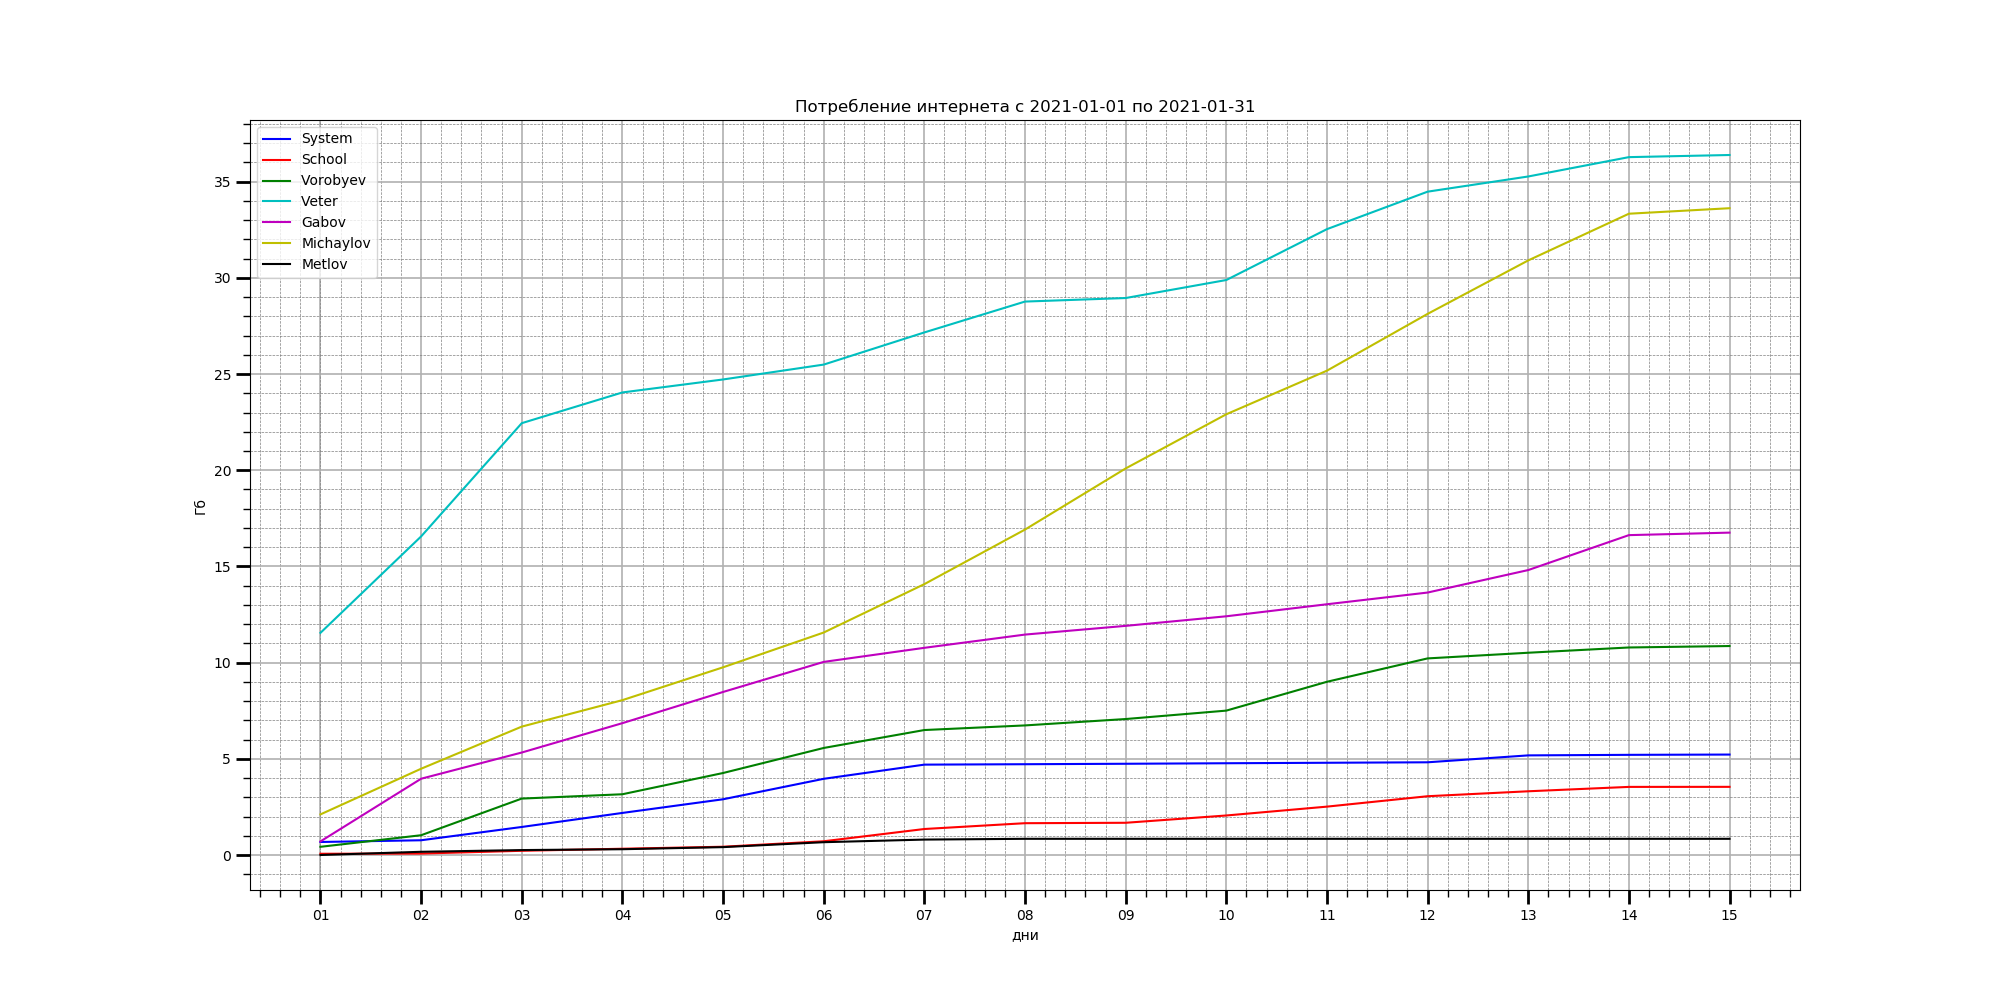 Потребление интернета с 2021-01-01 по 2021-01-31
System
School
Vorobyev
Veter
Gabov
Michaylov
Metlov
35
30
25
20
15
10
5
0
Гб
01 02 03 04 05 06 07 08 09 10 11 12 13 14 15
дни